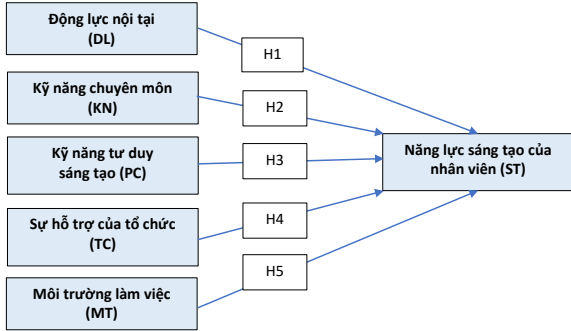 Động lực nội tại
(DL)
H1
Kỹ năng chuyên môn
(KN)
H2
Kỹ năng tư duy
sáng tạo (PC)
H3
Năng lực sáng tạo của
nhân viên (ST)
Sự hỗ trợ của tổ chức
(TC)
H4
Môi trường làm việc
(MT)
H5